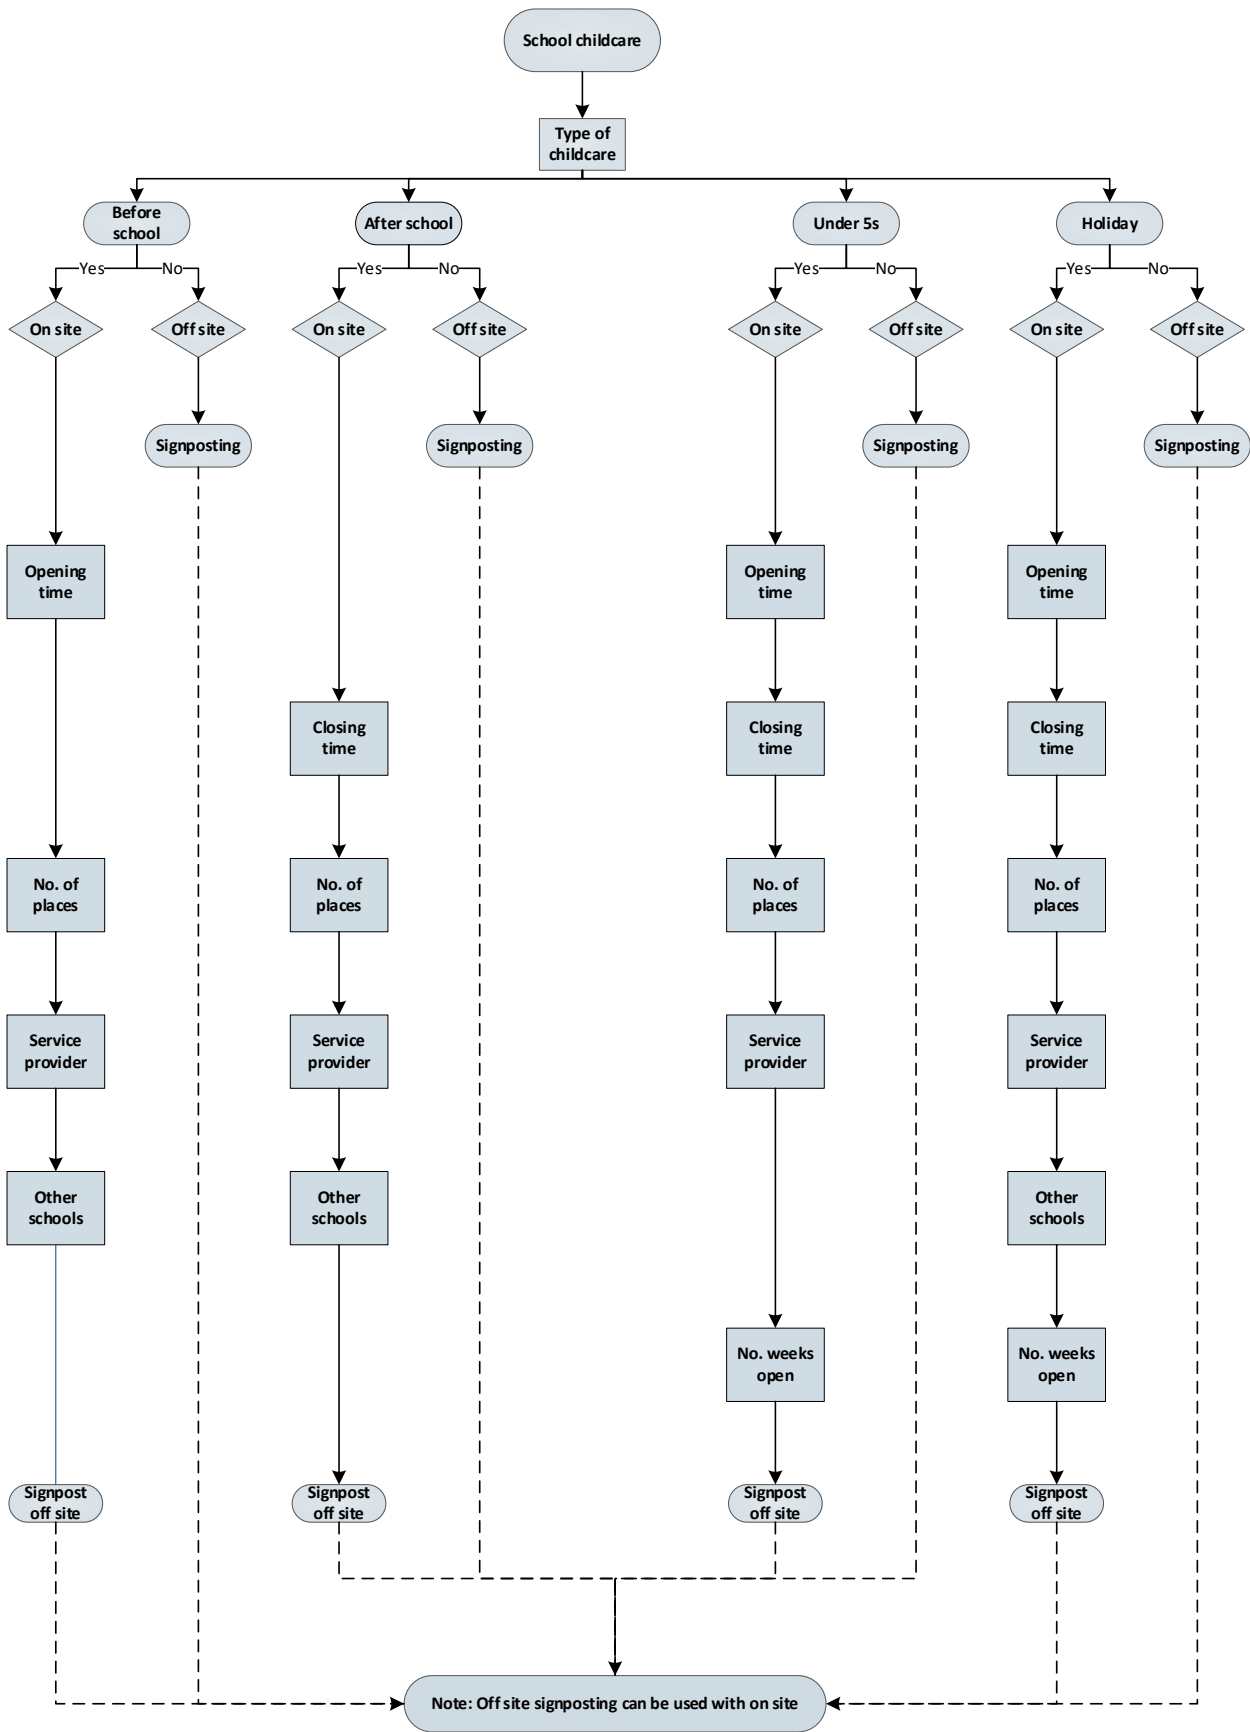 School childcare
Type of
childcare
Before
school
After school
Under 5s
Holiday
Yes
No
Yes
No
Yes
No
Yes
No
On site
Off site
On site
Off site
On site
Off site
On site
Off site
Signposting
Signposting
Signposting
Signposting
Opening
time
Opening
time
Opening
time
Closing
time
Closing
time
Closing
time
No. of
places
No. of
places
No. of
places
No. of
places
Service
provider
Service
provider
Service
provider
Service
provider
Other
schools
Other
schools
Other
schools
No. weeks
open
No. weeks
open
Signpost
off site
Signpost
off site
Signpost
off site
Signpost
off site
Note: Off site signposting can be used with on site